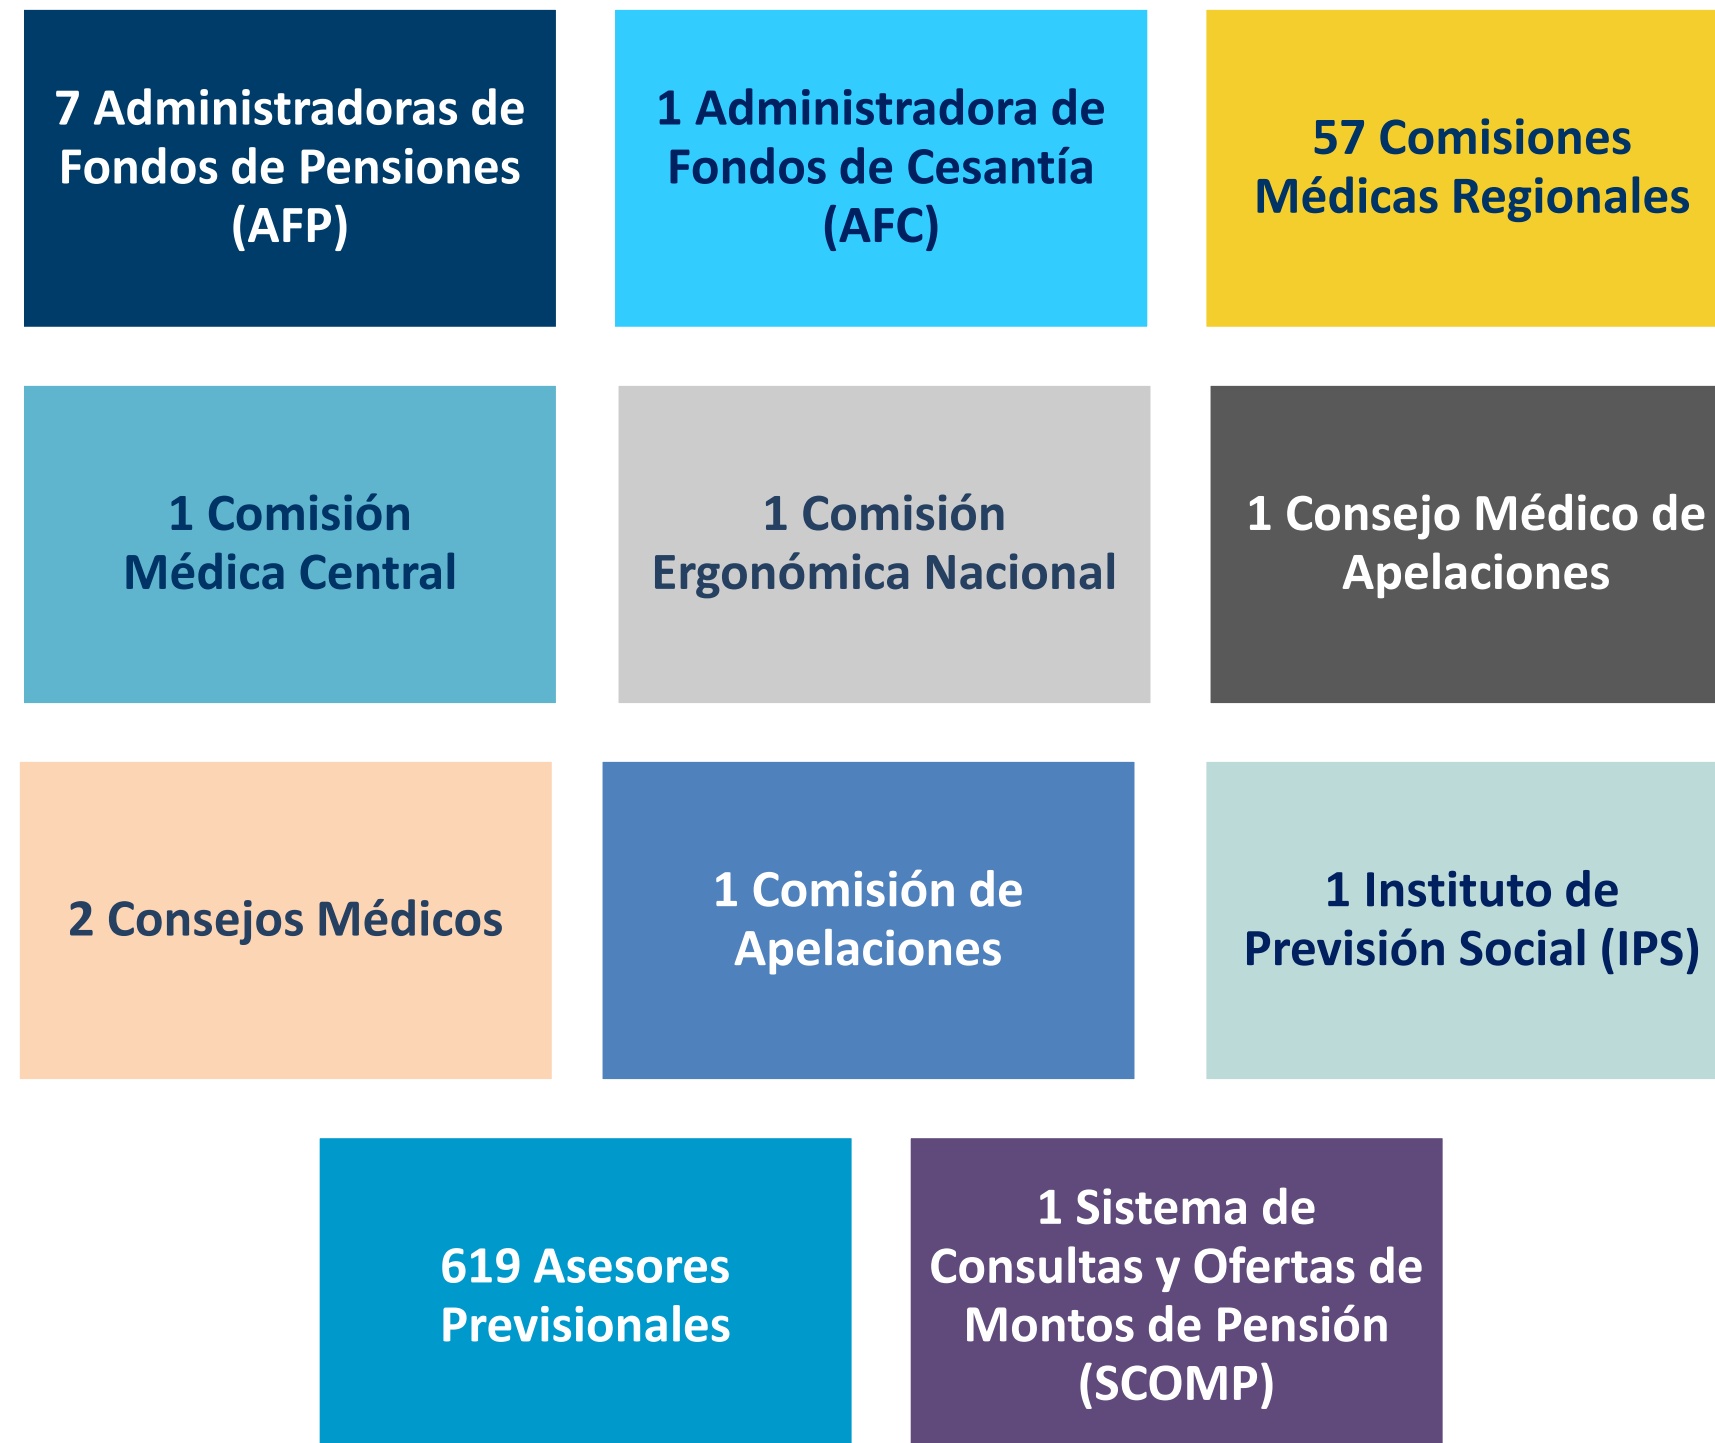 7 Administradoras de
Fondos de Pensiones
(AFP)
1 Administradora de
Fondos de Cesantía
(AFC)
57 Comisiones
Médicas Regionales
1 Comisión
Médica Central
1 Comisión
Ergonómica Nacional
1 Consejo Médico de
Apelaciones
2 Consejos Médicos
1 Comisión de
Apelaciones
1 Instituto de
Previsión Social (IPS)
619 Asesores
Previsionales
1 Sistema de
Consultas y Ofertas de
Montos de Pensión
(SCOMP)